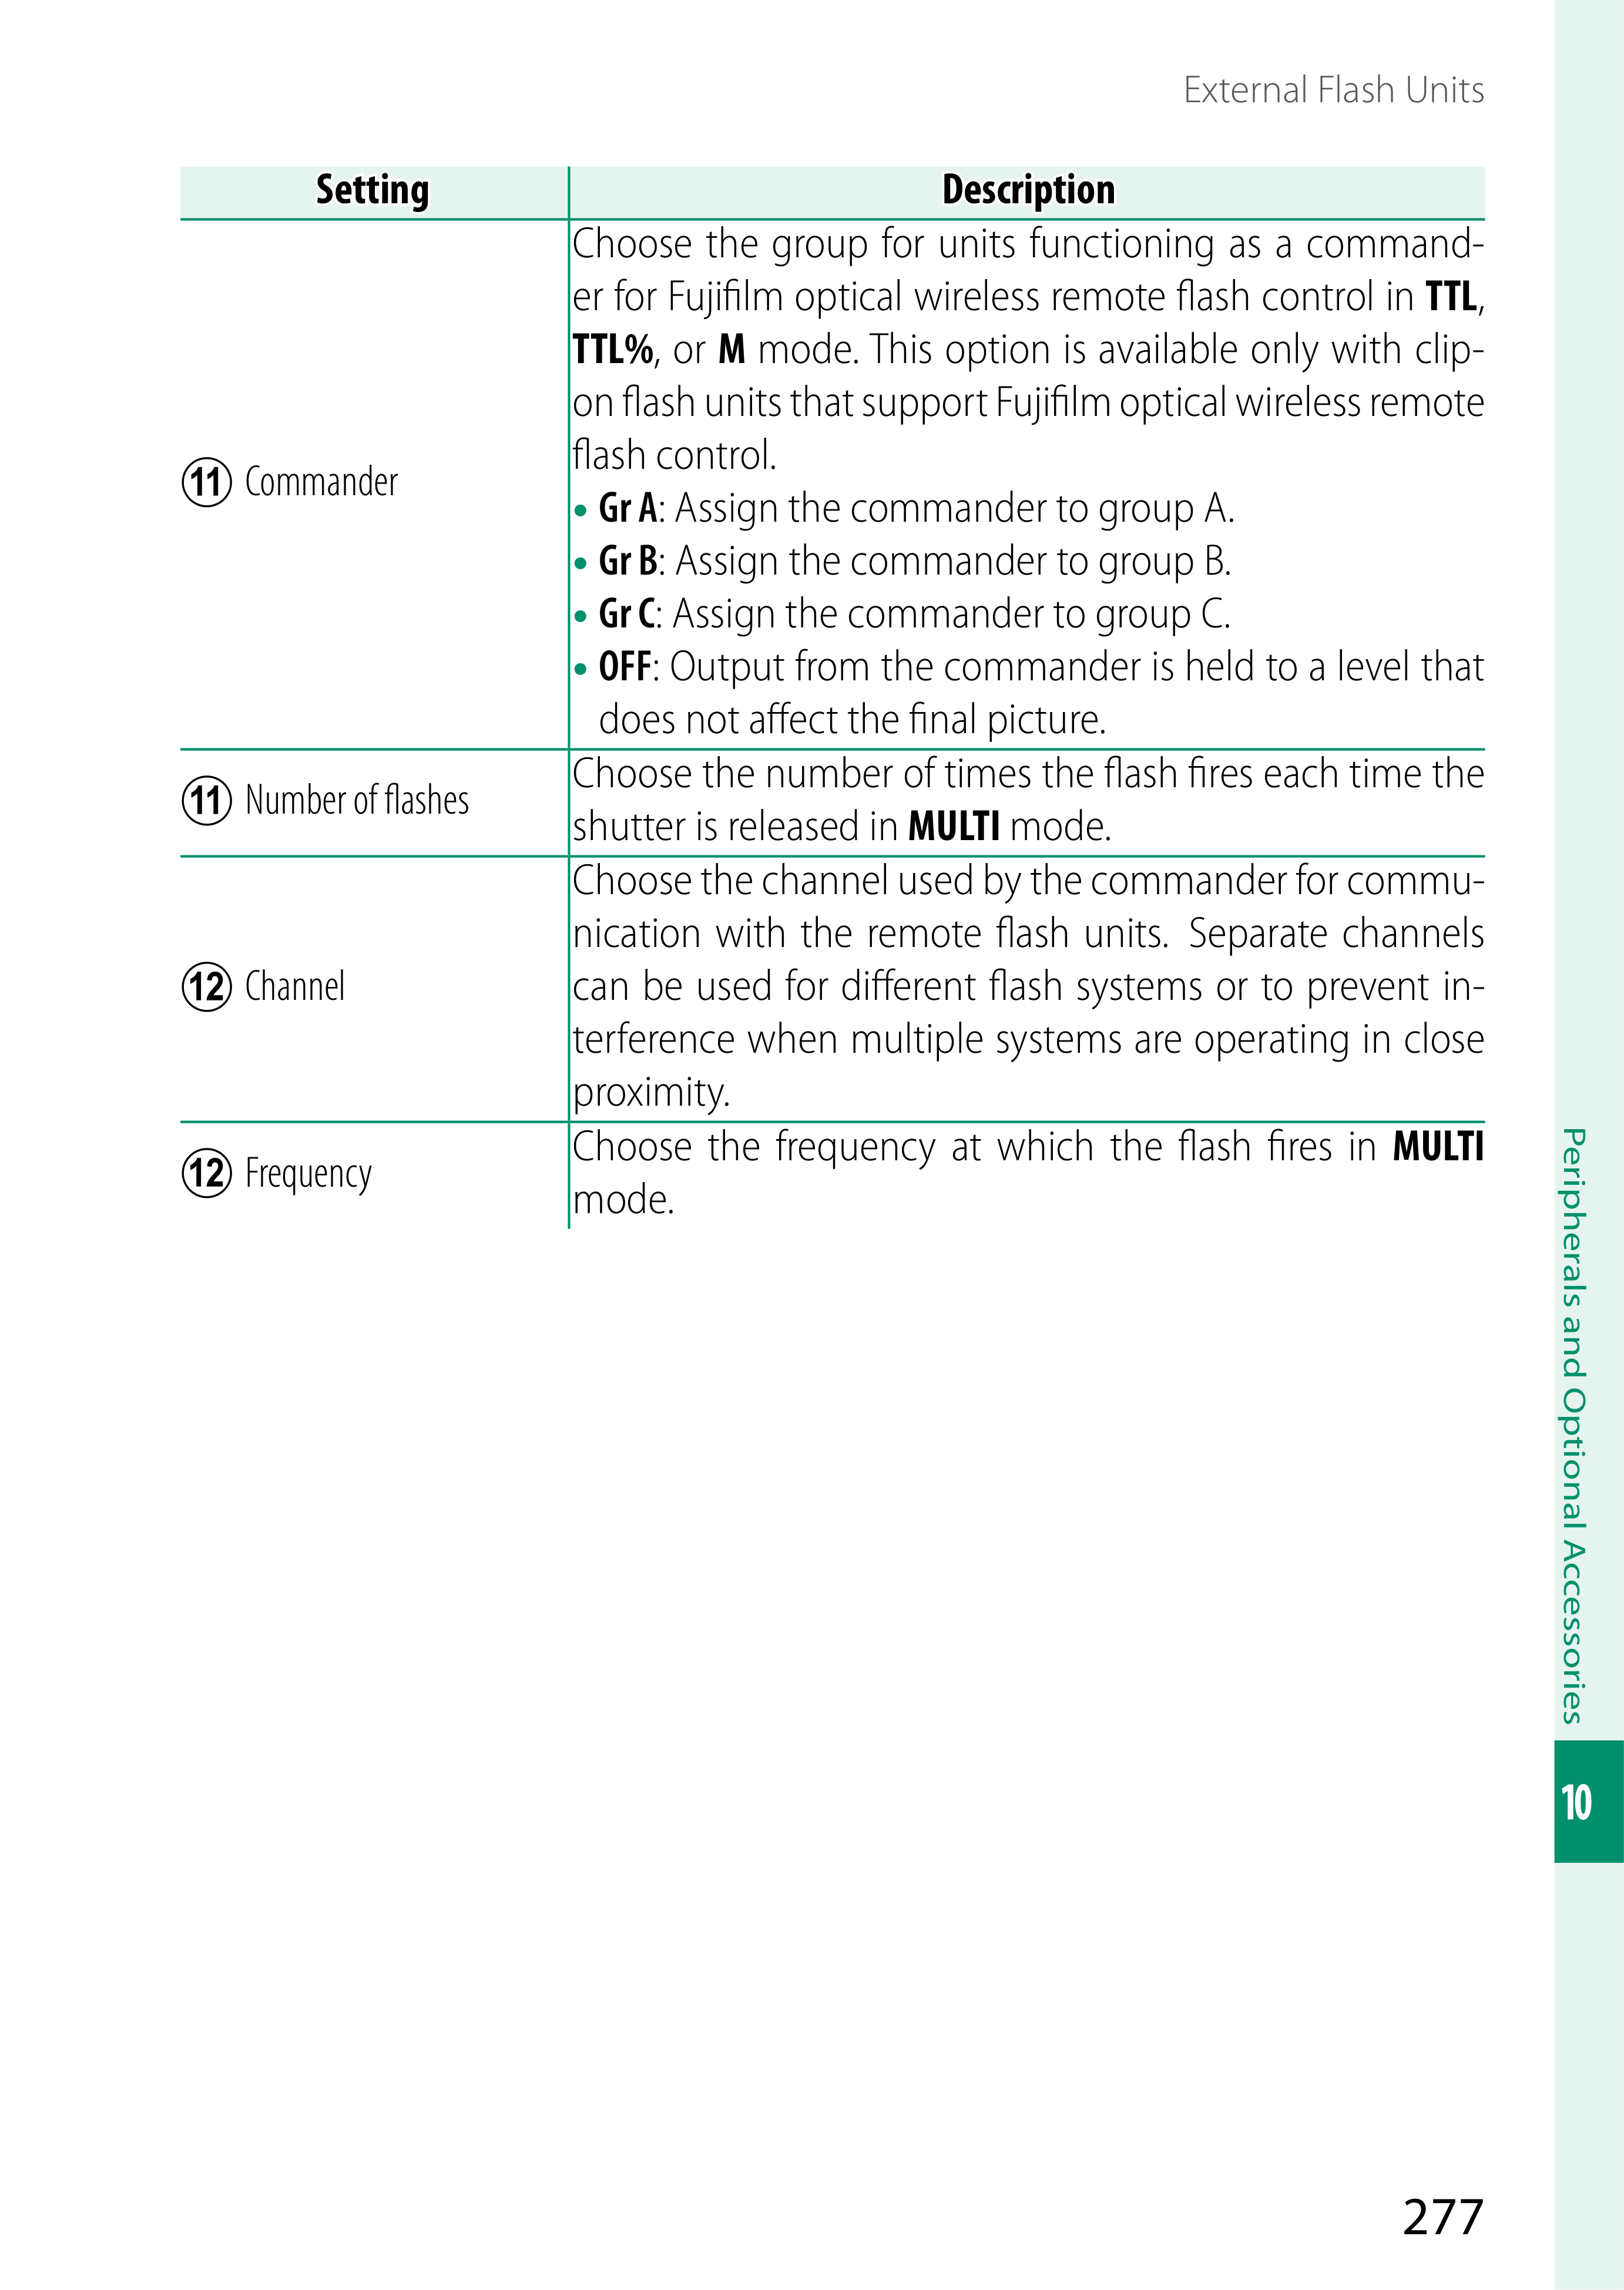 External Flash Units
Setting
Description
⑪ Commander
Choose the group for units functioning as a command-
er for Fujifilm optical wireless remote flash control in TTL,
TTL%, or M mode. This option is available only with clip-
on flash units that support Fujifilm optical wireless remote
flash control.
• Gr A: Assign the commander to group A.
• Gr B: Assign the commander to group B.
• Gr C: Assign the commander to group C.
• OFF: Output from the commander is held to a level that
does not affect the final picture.
⑪ Number of flashes
Choose the number of times the flash fires each time the
shutter is released in MULTI mode.
⑫ Channel
Choose the channel used by the commander for commu-
nication with the remote flash units. Separate channels
can be used for different flash systems or to prevent in-
terference when multiple systems are operating in close
proximity.
⑫ Frequency
Choose the frequency at which the flash fires in MULTI
mode.
Peripherals and Optional Accessories
10
277